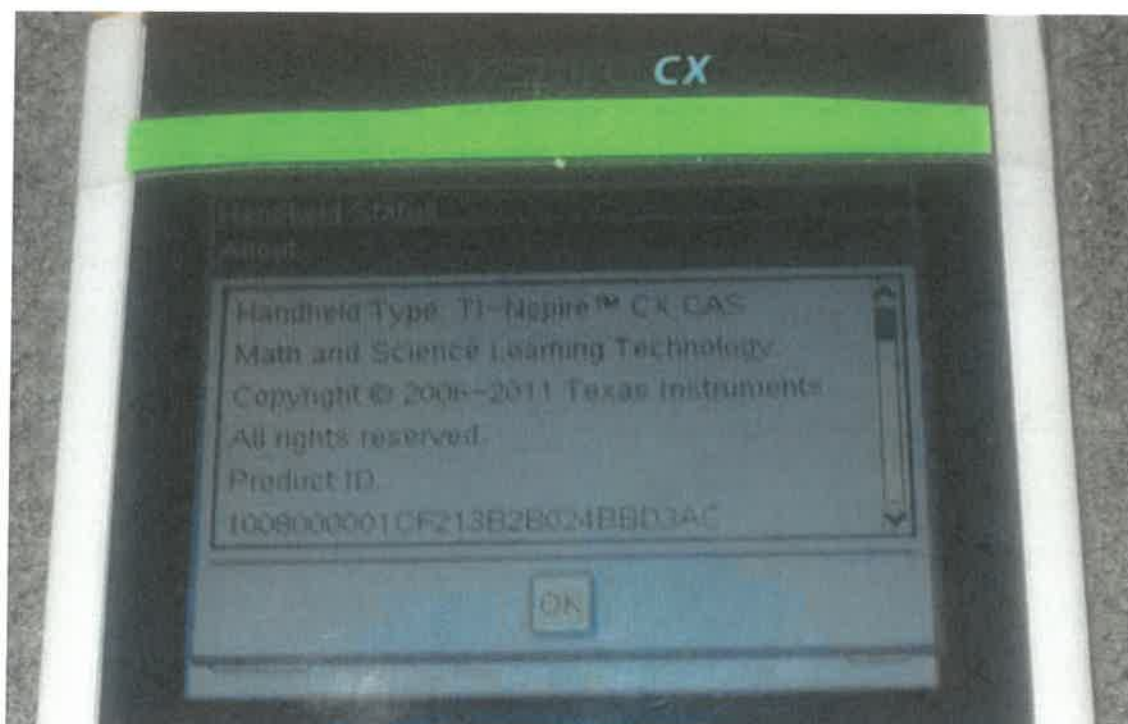 CX
Handheld Status
About
Handheld Type: TI-Nspire™ CX CAS
Math and Science Learning Technology.
Copyright © 2006-2011 Texas Instruments
All rights reserved.
Product ID:
1008000001CF213B2B024BBD3AC
OK